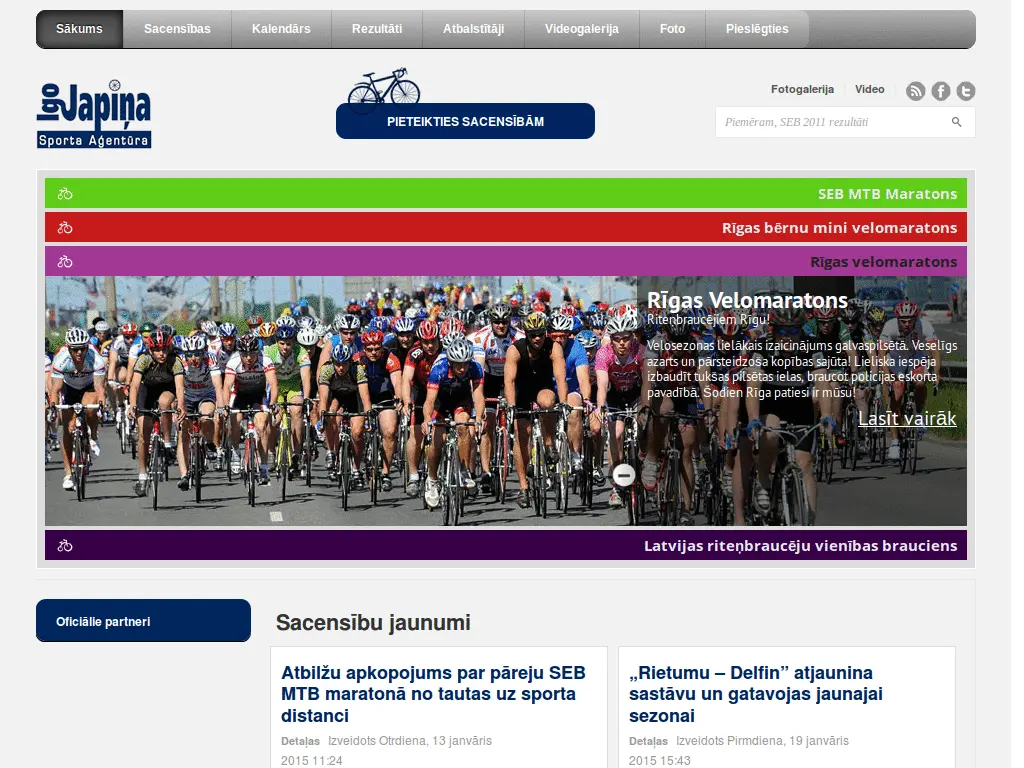 Sākums
Sacensības
Kalendārs
Rezultāti
Atbalstītāji
Videogalerija
Foto
Pieslēgties
Igo Japiņa
Sporta Aģentūra
PIETEIKTIES SACENSĪBĀM
Fotogalerija
Video
Piemēram, SEB 2011 rezultāti
SEB MTB Maratons
Rīgas bērnu mini velomaratons
Rīgas velomaratons
Rīgas Velomaratons
Ritenbraucējiem Rīgu!
Velosezonas lielākais izaicinājums galvaspilsētā. Veselīgs
azarts un pārsteidzoša kopības sajūta! Lieliska iespēja
izbaudīt tukšas pilsētas ielas, braucot policijas eskorta
pavadībā. Šodien Rīga patiesi ir mūsu!
Lasīt vairāk
Latvijas riteņbraucēju vienības brauciens
Oficiālie partneri
Sacensību jaunumi
Atbilžu apkopojums par pāreju SEB
MTB maratonā no tautas uz sporta
distanci
Detaļas Izveidots Otrdiena, 13 janvāris
2015 11:24
„Rietumu – Delfin” atjaunina
sastāvu un gatavojas jaunajai
sezonai
Detaļas Izveidots Pirmdiena, 19 janvāris
2015 15:43